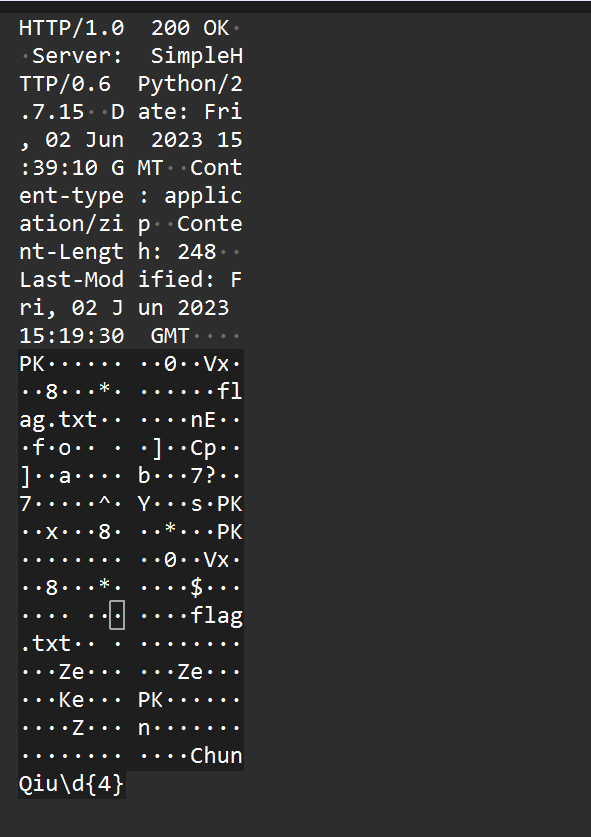 HTTP/1.0  200 OK·
·Server:  SimpleH
TTP/0.6  Python/2
.7.15··D ate: Fri
, 02 Jun  2023 15
:39:10 G MT··Cont
ent-type : applic
ation/zi p··Conte
nt-Lengt h: 248··
Last-Mod ified: F
ri, 02 J un 2023 
15:19:30  GMT····
PK······ ··0··Vx·
··8···*· ······fl
ag.txt·· ····nE··
·f·o·· · ·]··Cp··
]··a···· b···7?··
7·····^· Y···s·PK
··x···8· ··*···PK
········ ··0··Vx·
··8···*· ····$···
···· ··· ····flag
.txt·· · ········
···Ze··· ···Ze···
···Ke··· PK······
····Z··· n·······
········ ····Chun
Qiu\d{4}